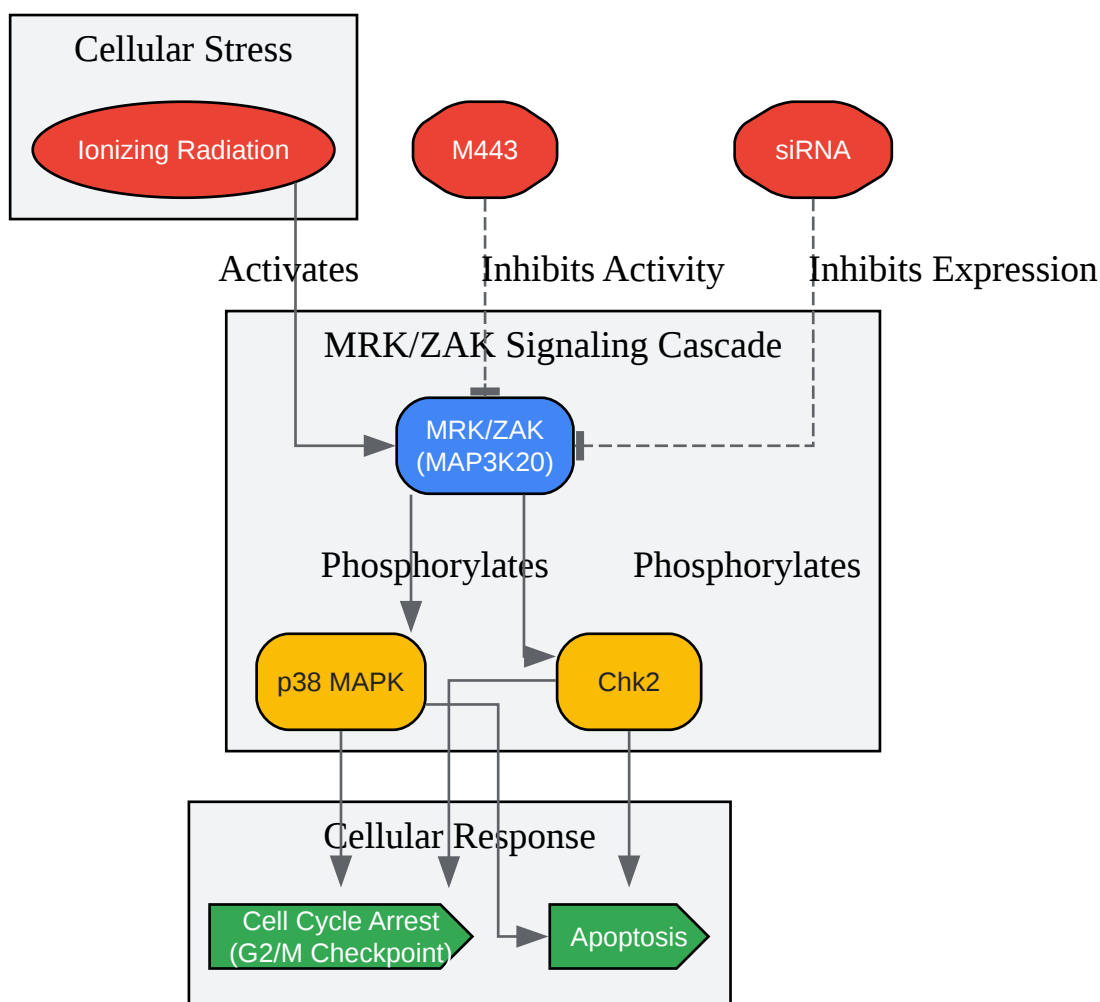 Cellular Stress
Ionizing Radiation
M443
siRNA
Activates
Inhibits Activity
Inhibits Expression
MRK/ZAK Signaling Cascade
MRK/ZAK
(MAP3K20)
Phosphorylates
Phosphorylates
p38 MAPK
Chk2
Cellular Response
Cell Cycle Arrest
(G2/M Checkpoint)
Apoptosis